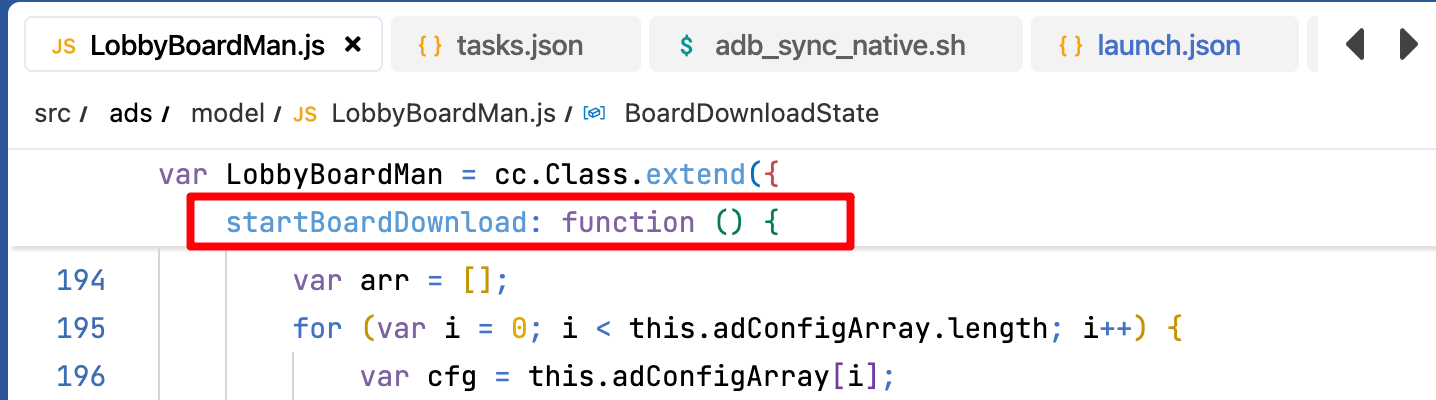 JS LobbyBoardMan.js × {} tasks.json $ adb_sync_native.sh {} launch.json
src / ads / model / JS LobbyBoardMan.js / BoardDownloadState
var LobbyBoardMan = cc.Class.extend({
startBoardDownload: function () {
194 var arr = [];
195 for (var i = 0; i < this.adConfigArray.length; i++) {
196 var cfg = this.adConfigArray[i];